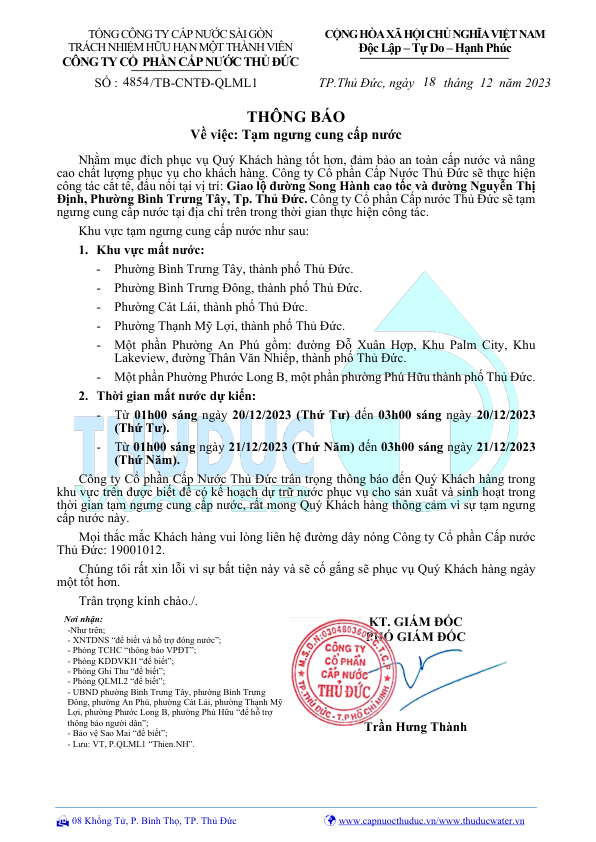 TỔNG CÔNG TY CẤP NƯỚC SÀI GÒN
TRÁCH NHIỆM HỮU HẠN MỘT THÀNH VIÊN
CÔNG TY CỔ PHẦN CẤP NƯỚC THỦ ĐỨC
SỐ : 4854/TB-CNTĐ-QLML1
CỘNG HÒA XÃ HỘI CHỦ NGHĨA VIỆT NAM
Độc Lập – Tự Do – Hạnh Phúc
TP.Thủ Đức, ngày 18 tháng 12 năm 2023
THÔNG BÁO
Về việc: Tạm ngưng cung cấp nước
Nhằm mục đích phục vụ Quý Khách hàng tốt hơn, đảm bảo an toàn cấp nước và nâng
cao chất lượng phục vụ cho khách hàng. Công ty Cổ phần Cấp Nước Thủ Đức sẽ thực hiện
công tác cắt tê, đấu nối tại vị trí: Giao lộ đường Song Hành cao tốc và đường Nguyễn Thị
Định, Phường Bình Trưng Tây, Tp. Thủ Đức. Công ty Cổ phần Cấp nước Thủ Đức sẽ tạm
ngưng cung cấp nước tại địa chỉ trên trong thời gian thực hiện công tác.
Khu vực tạm ngưng cung cấp nước như sau:
1. Khu vực mất nước:
- Phường Bình Trưng Tây, thành phố Thủ Đức.
- Phường Bình Trưng Đông, thành phố Thủ Đức.
- Phường Cát Lái, thành phố Thủ Đức.
- Phường Thạnh Mỹ Lợi, thành phố Thủ Đức.
- Một phần Phường An Phú gồm: đường Đỗ Xuân Hợp, Khu Palm City, Khu
Lakeview, đường Thân Văn Nhiếp, thành phố Thủ Đức.
- Một phần Phường Phước Long B, một phần phường Phú Hữu thành phố Thủ Đức.
2. Thời gian mất nước dự kiến:
- Từ 01h00 sáng ngày 20/12/2023 (Thứ Tư) đến 03h00 sáng ngày 20/12/2023
(Thứ Tư).
- Từ 01h00 sáng ngày 21/12/2023 (Thứ Năm) đến 03h00 sáng ngày 21/12/2023
(Thứ Năm).
THUDUC
Công ty Cổ phần Cấp Nước Thủ Đức trân trọng thông báo đến Quý Khách hàng trong
khu vực trên được biết để có kế hoạch dự trữ nước phục vụ cho sản xuất và sinh hoạt trong
thời gian tạm ngưng cung cấp nước, rất mong Quý Khách hàng thông cảm vì sự tạm ngưng
cấp nước này.
Mọi thắc mắc Khách hàng vui lòng liên hệ đường dây nóng Công ty Cổ phần Cấp nước
Thủ Đức: 19001012.
Chúng tôi rất xin lỗi vì sự bất tiện này và sẽ cố gắng sẽ phục vụ Quý Khách hàng ngày
một tốt hơn.
Trân trọng kính chào./.
Nơi nhận:
-Như trên;
- XNTDNS “để biết và hỗ trợ đóng nước”;
- Phòng TCHC “thông báo VPĐT”;
- Phòng KDDVKH “để biết”;
- Phòng Ghi Thu “để biết”;
- Phòng QLML2 “để biết”;
- UBND phường Bình Trưng Tây, phường Bình Trưng
Đông, phường An Phú, phường Cát Lái, phường Thạnh Mỹ
Lợi, phường Phước Long B, phường Phú Hữu “để hỗ trợ
thông báo người dân”;
- Bảo vệ Sao Mai “để biết”;
- Lưu: VT, P.QLML1 “Thien.NH”.
KT. GIÁM ĐỐC
PHÓ GIÁM ĐỐC
CÔNG TY
CỔ PHẦN
CẤP NƯỚC
THỦ ĐỨC
TP.THỦ ĐỨC - T.P HỒ CHÍ MINH
Trần Hưng Thành
08 Khổng Tử, P. Bình Thọ, TP. Thủ Đức
www.capnuocthuduc.vn/www.thuducwater.vn